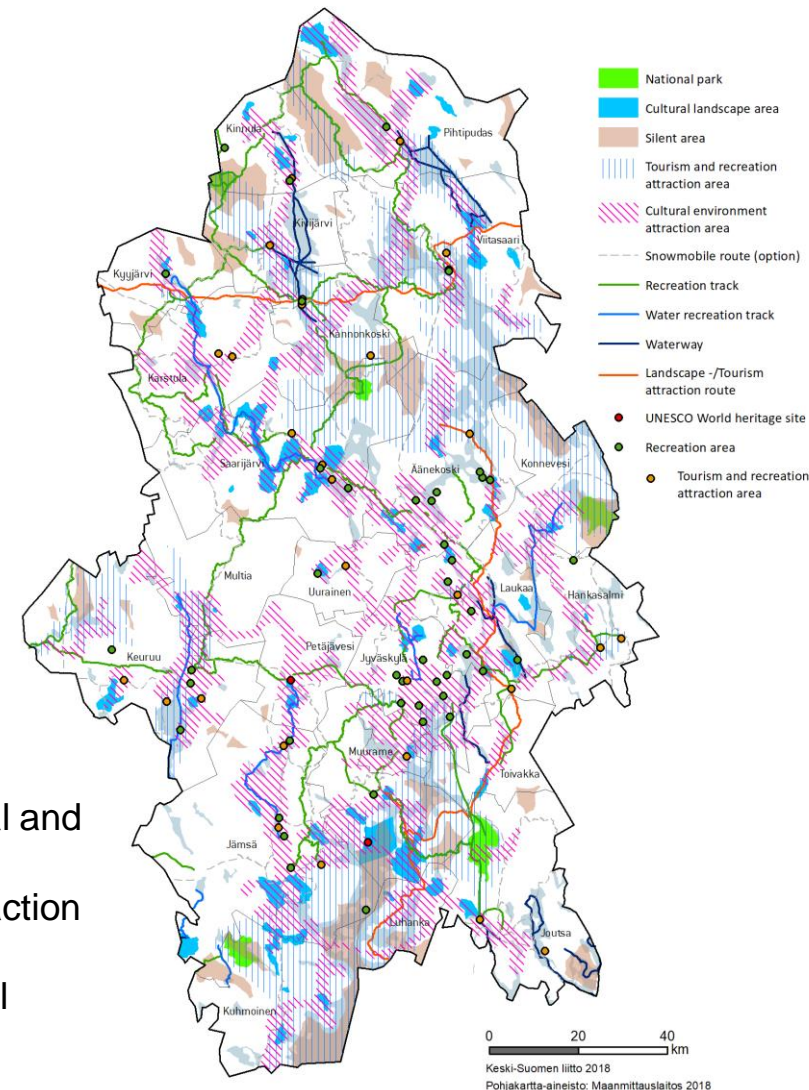 National park
Cultural landscape area
Silent area
Tourism and recreation
attraction area
Cultural environment
attraction area
Snowmobile route (option)
Recreation track
Water recreation track
Waterway
Landscape -/Tourism
attraction route
UNESCO World heritage site
Recreation area
Tourism and recreation
attraction area
Kinnula
Pihtipudas
Kivijärvi
Viitasaari
Kyyjärvi
Kannonkoski
Karstula
Saarijärvi
Äänekoski
Konnevesi
Multia
Uurainen
Laukaa
Hankasalmi
Keuruu
Petäjävesi
Jyväskylä
Muurame
Toivakka
Jämsä
Luhanka
Joutsa
Kuhmoinen
al and
action
l
0 20 40
km
Keski-Suomen liitto 2018
Pohjakartta-aineisto: Maanmittauslaitos 2018